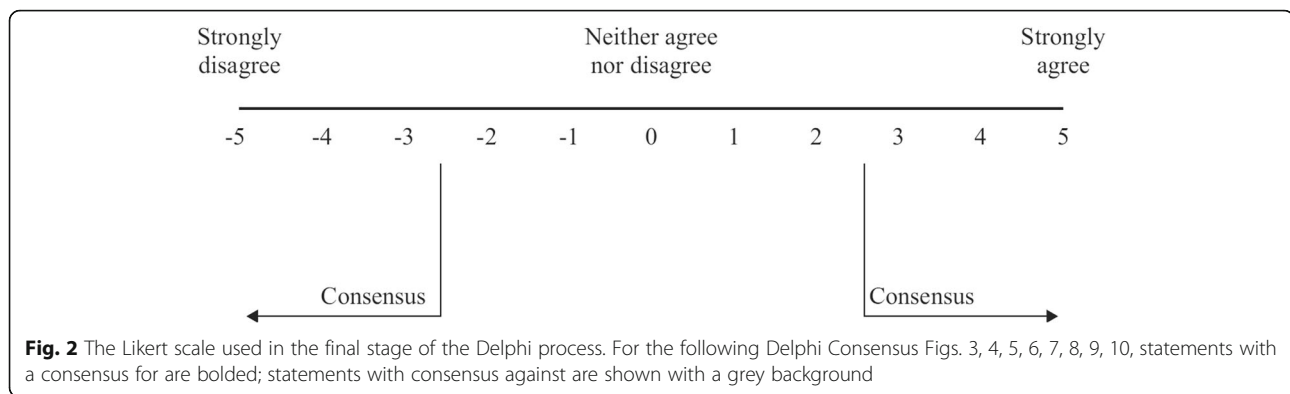 Strongly disagree
Neither agree nor disagree
Strongly agree
-5 -4 -3 -2 -1 0 1 2 3 4 5
Consensus Consensus
Fig. 2 The Likert scale used in the final stage of the Delphi process. For the following Delphi Consensus Figs. 3, 4, 5, 6, 7, 8, 9, 10, statements with
a consensus for are bolded; statements with consensus against are shown with a grey background